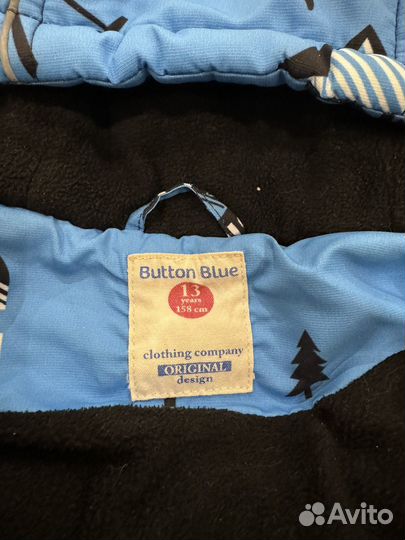 Button Blue
13
years
158 cm
clothing company
ORIGINAL
design
Avito